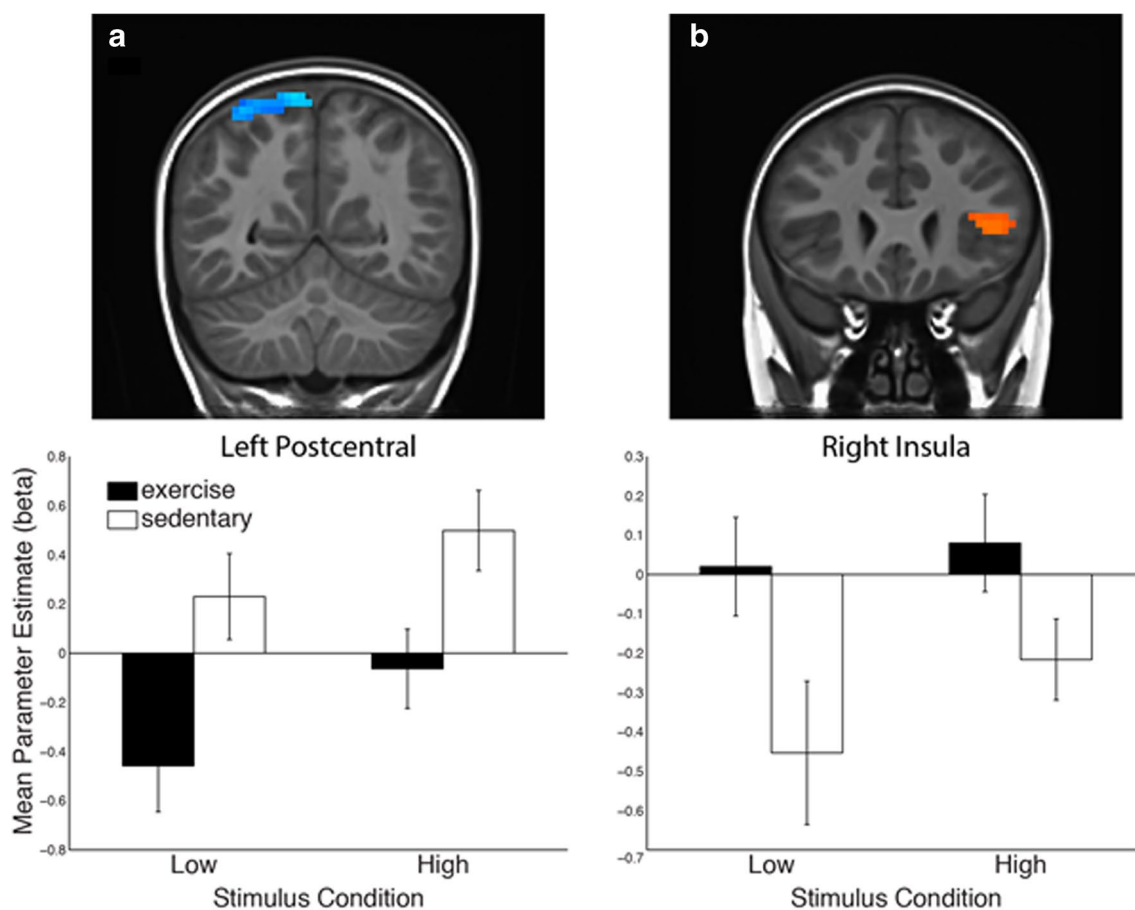 a
b
Left Postcentral
Right Insula
Mean Parameter Estimate (beta)
0.8
0.6
0.4
0.2
0
−0.2
−0.4
−0.6
−0.8
exercise
sedentary
Low
High
Stimulus Condition
0.3
0.2
0.1
0
−0.1
−0.2
−0.3
−0.4
−0.5
−0.6
−0.7
Low
High
Stimulus Condition